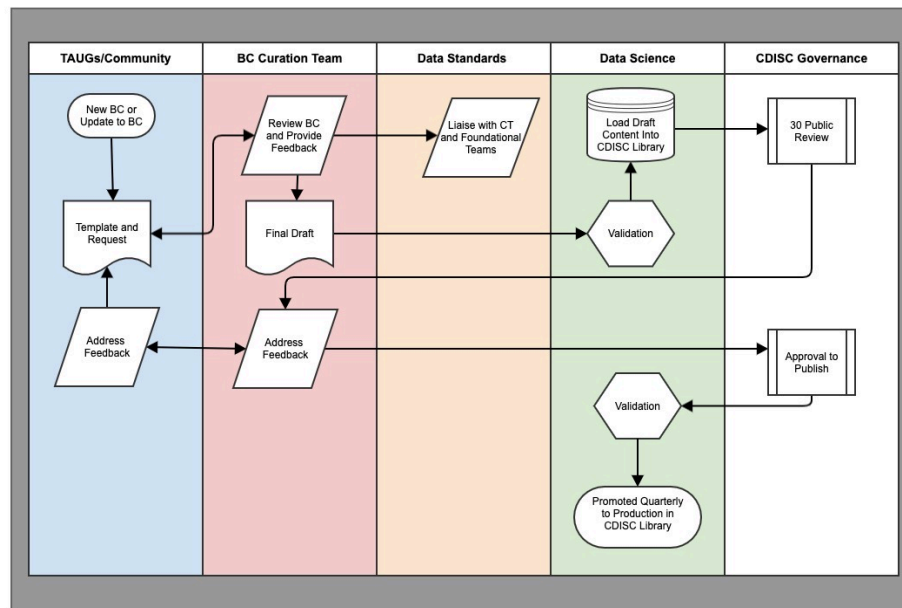 TAUGs/Community
BC Curation Team
Data Standards
Data Science
CDISC Governance
New BC or
Update to BC
Review BC
and Provide
Feedback
Liaise with CT
and Foundational
Teams
Load Draft
Content Into
CDISC Library
30 Public
Review
Template and
Request
Final Draft
Validation
Address
Feedback
Address
Feedback
Approval to
Publish
Validation
Promoted Quarterly
to Production in
CDISC Library